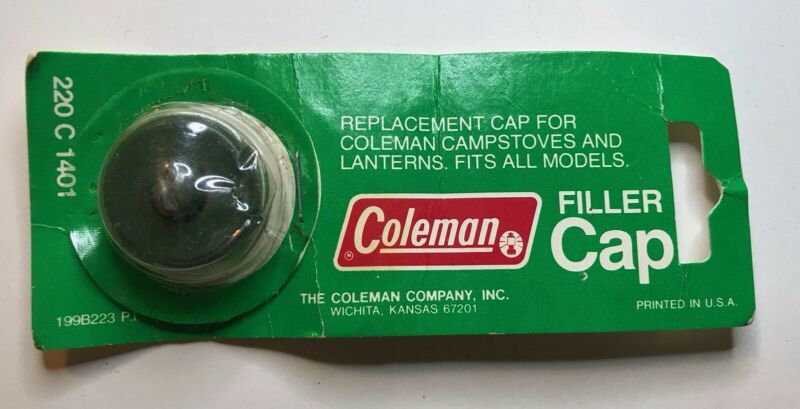 220 C 1401
REPLACEMENT CAP FOR
COLEMAN CAMPSTOVES AND
LANTERNS. FITS ALL MODELS.
Coleman
®
FILLER
Cap
THE COLEMAN COMPANY, INC.
WICHITA, KANSAS 67201
199B223
PRINTED IN U.S.A.